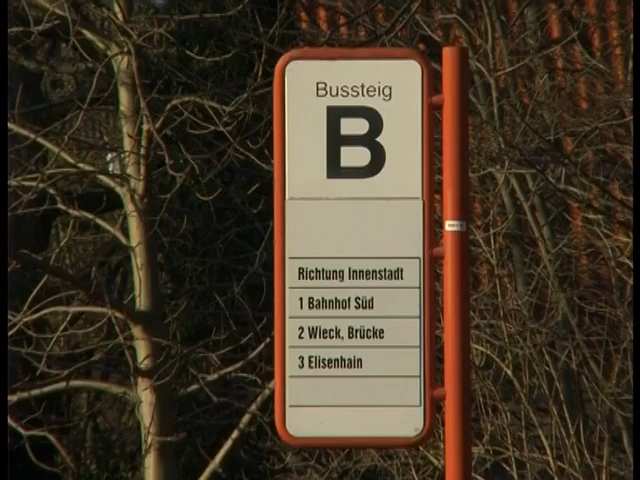 Bussteig
B
Richtung Innenstadt
1 Bahnhof Süd
2 Wieck, Brücke
3 Elisenhain